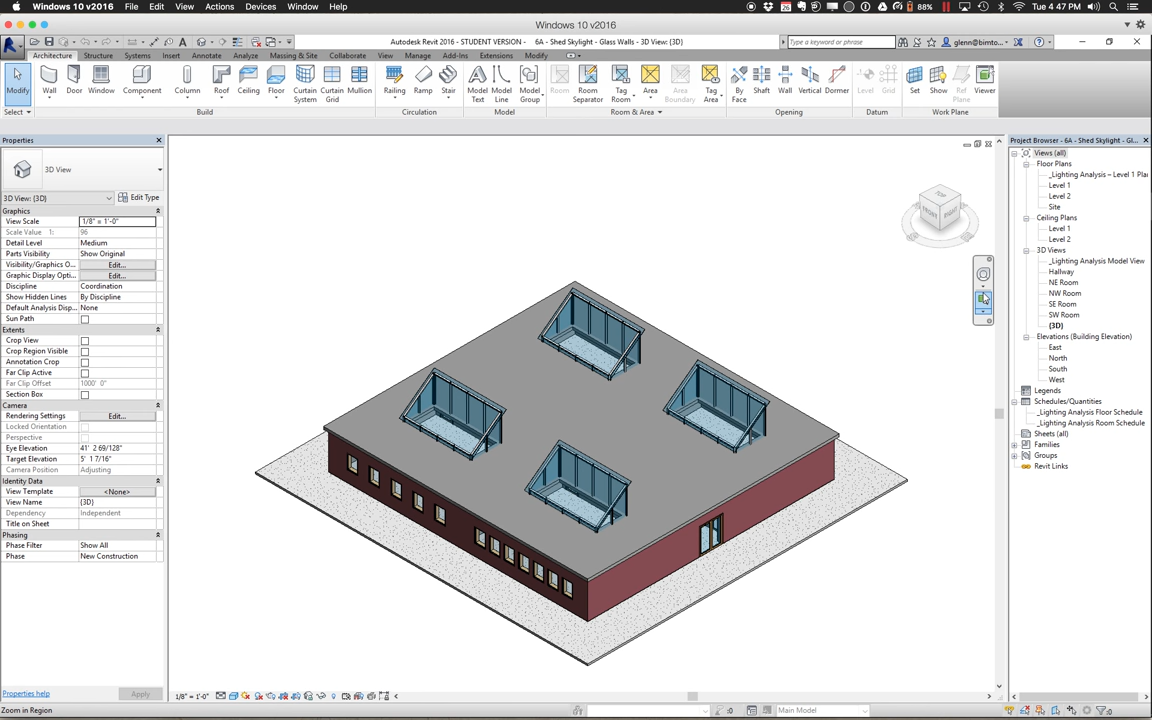 Windows 10 v2016 File Edit View Actions Devices Window Help
26 88% Tue 4 47 PM
Windows 10 v2016
Autodesk Revit 2016 - STUDENT VERSION - 6A - Shed Skylight - Glass Walls - 3D View: {3D}
Type a keyword or phrase
glenn@bimto...
Architecture Structure Systems Insert Annotate Analyze Massing & Site Collaborate View Manage Add-Ins Extensions Modify
Modify Wall Door Window Component Column Roof Ceiling Floor Curtain System Curtain Grid Mullion
Railing Ramp Stair
Model Text Model Line Model Group
Room Room Separator Tag Room Area Area Boundary Tag Area
By Face Shaft Wall Vertical Dormer
Level Grid
Set Show Ref Plane Viewer
Select Build Circulation Model Room & Area Opening Datum Work Plane
Properties
3D View
3D View: {3D} Edit Type
Graphics
View Scale 1/8" = 1'-0"
Scale Value 1: 96
Detail Level Medium
Parts Visibility Show Original
Visibility/Graphics O... Edit...
Graphic Display Opti... Edit...
Discipline Coordination
Show Hidden Lines By Discipline
Default Analysis Disp... None
Sun Path
Extents
Crop View
Crop Region Visible
Annotation Crop
Far Clip Active
Far Clip Offset 1000' 0"
Section Box
Camera
Rendering Settings Edit...
Locked Orientation
Perspective
Eye Elevation 41' 2 69/128"
Target Elevation 5' 1 7/16"
Camera Position Adjusting
Identity Data
View Template <None>
View Name {3D}
Dependency Independent
Title on Sheet
Phasing
Phase Filter Show All
Phase New Construction
Properties help Apply
TOP
FRONT RIGHT
Project Browser - 6A - Shed Skylight - Gl...
Views (all)
Floor Plans
_Lighting Analysis – Level 1 Pla
Level 1
Level 2
Site
Ceiling Plans
Level 1
Level 2
3D Views
_Lighting Analysis Model View
Hallway
NE Room
NW Room
SE Room
SW Room
{3D}
Elevations (Building Elevation)
East
North
South
West
Legends
Schedules/Quantities
_Lighting Analysis Floor Schedule
_Lighting Analysis Room Schedule
Sheets (all)
Families
Groups
Revit Links
1/8" = 1'-0"
Zoom in Region
:0 Main Model :0